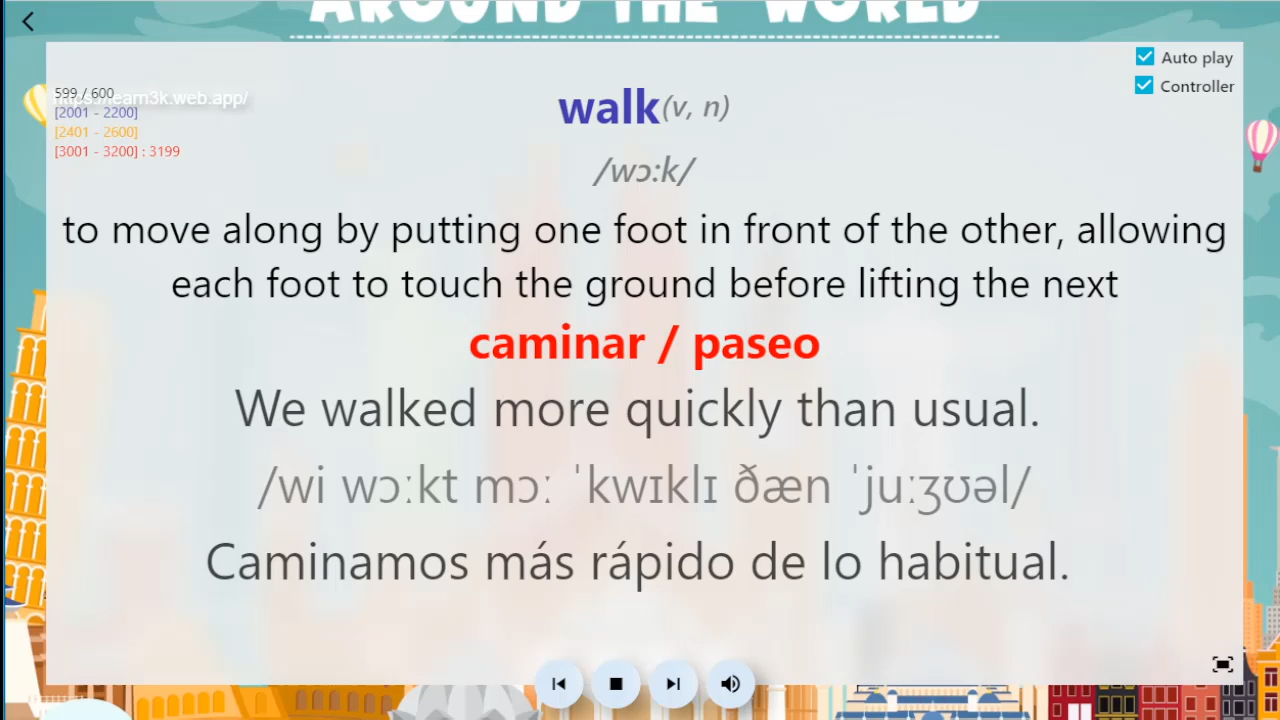 AROUND THE WORLD
Auto play
Controller
599 / 600
https://learn3k.web.app/
[2001 - 2200]
[2401 - 2600]
[3001 - 3200] : 3199
walk(v, n)
/wɔ:k/
to move along by putting one foot in front of the other, allowing
each foot to touch the ground before lifting the next
caminar / paseo
We walked more quickly than usual.
/wi wɔːkt mɔː ˈkwɪklɪ ðæn ˈjuːʒʊəl/
Caminamos más rápido de lo habitual.